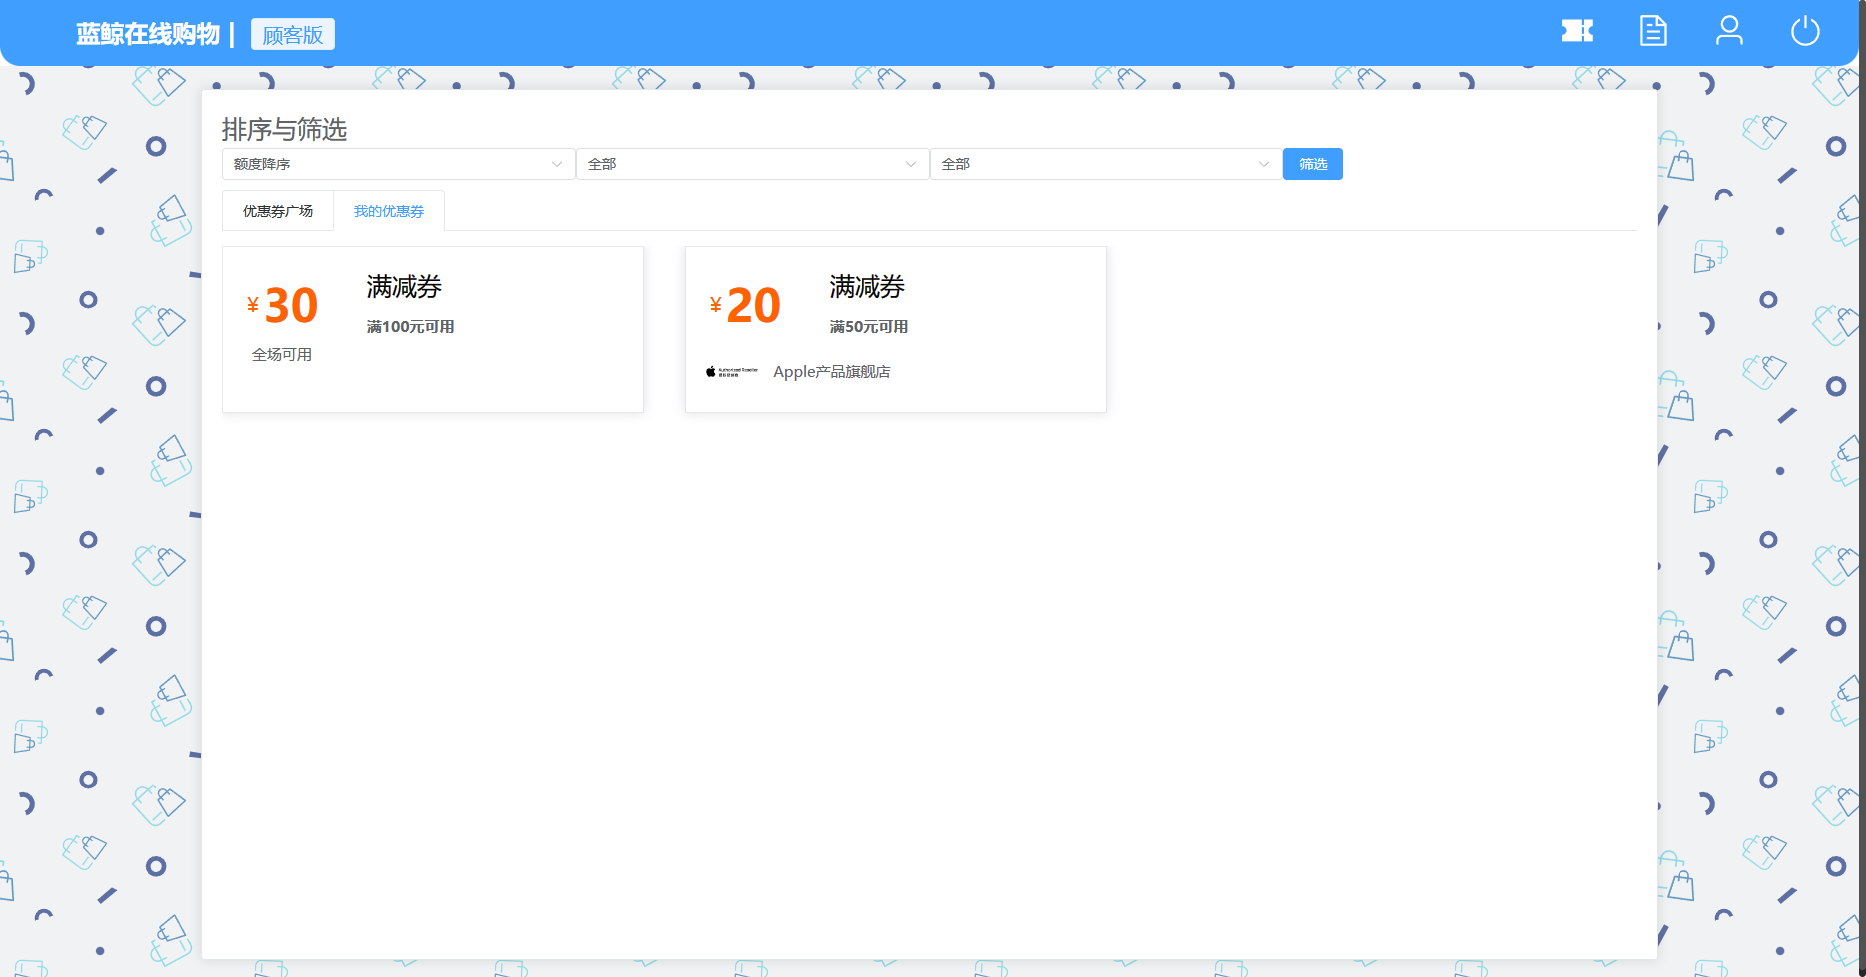 蓝鲸在线购物 | 顾客版
排序与筛选
额度降序 全部 全部 筛选
优惠券广场 我的优惠券
¥30 满减券
满100元可用
全场可用
¥20 满减券
满50元可用
Authorized Reseller
Apple产品旗舰店